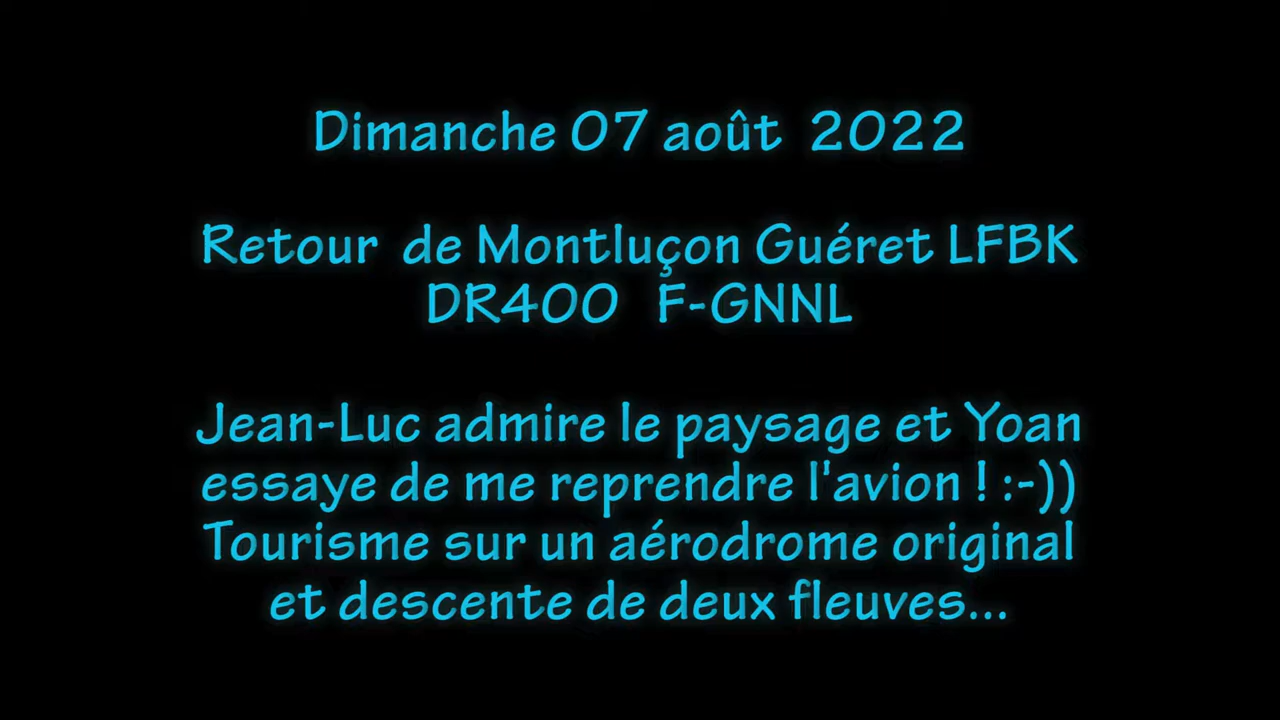 Dimanche 07 août 2022
Retour de Montluçon Guéret LFBK
DR400 F-GNNL
Jean-Luc admire le paysage et Yoan
essaye de me reprendre l'avion ! :-))
Tourisme sur un aérodrome original
et descente de deux fleuves...